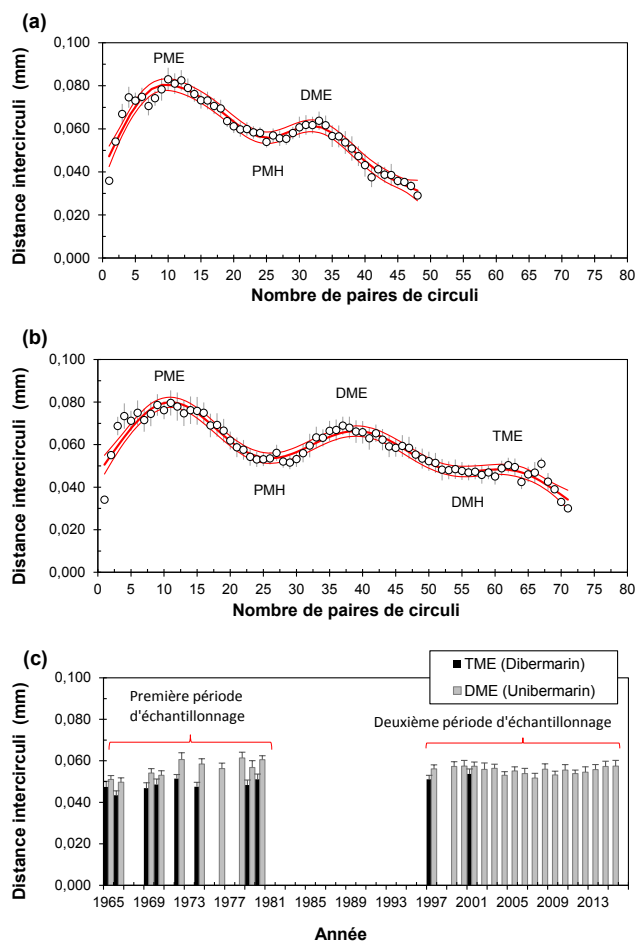 (a)
Distance intercirculi (mm)
0,100
0,080
0,060
0,040
0,020
0,000
PME
DME
PMH
0 5 10 15 20 25 30 35 40 45 50 55 60 65 70 75 80
Nombre de paires de circuli
(b)
Distance intercirculi (mm)
0,100
0,080
0,060
0,040
0,020
0,000
PME
DME
TME
PMH
DMH
0 5 10 15 20 25 30 35 40 45 50 55 60 65 70 75 80
Nombre de paires de circuli
(c)
TME (Dibermarin)
DME (Unibermarin)
Distance intercirculi (mm)
0,100
0,080
0,060
0,040
0,020
0,000
Première période
d'échantillonnage
Deuxième période d'échantillonnage
1965 1969 1973 1977 1981 1985 1989 1993 1997 2001 2005 2009 2013
Année